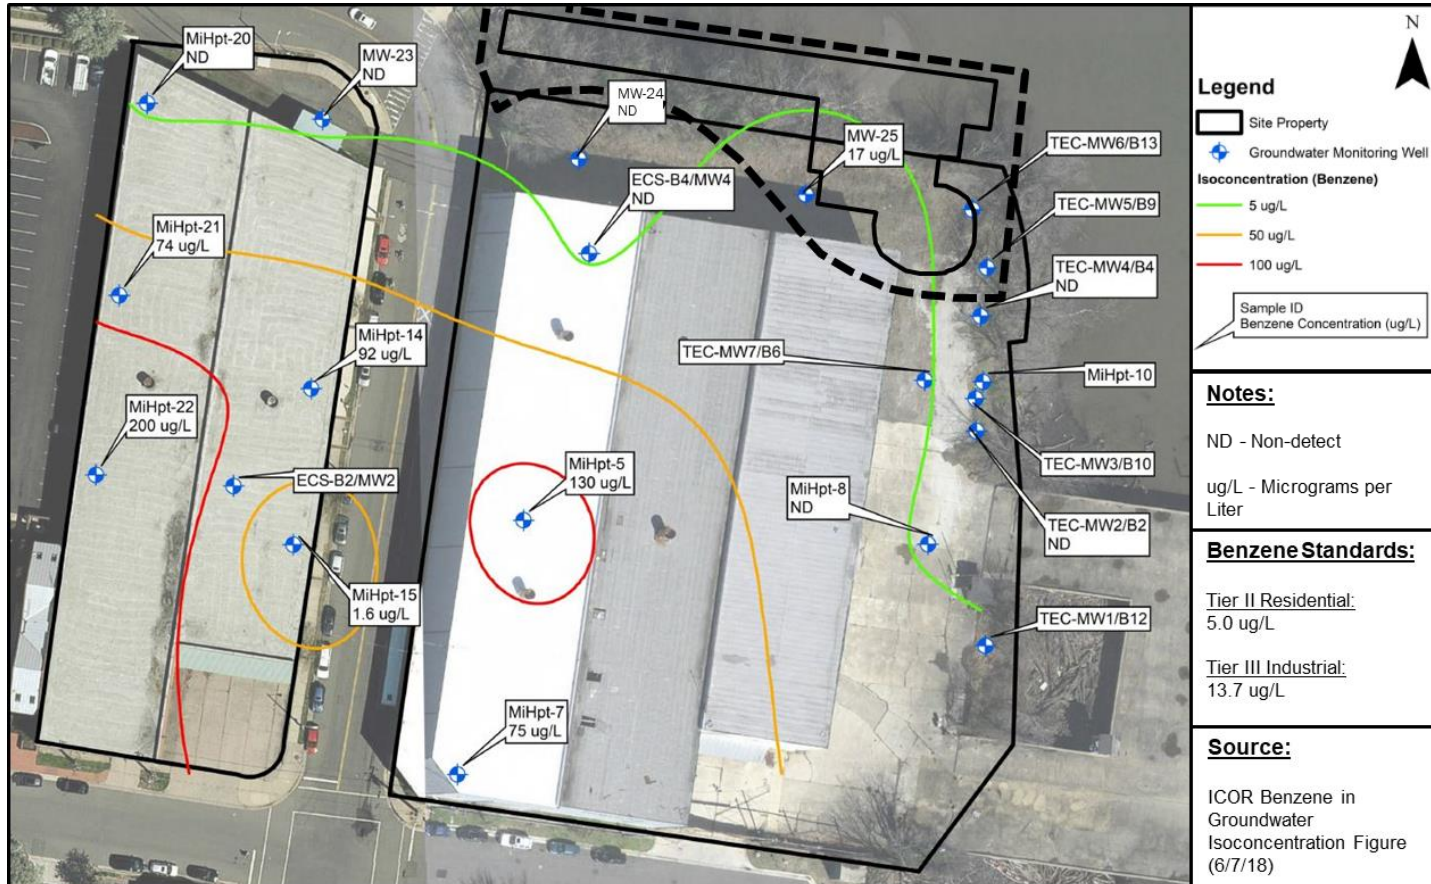 MiHpt-20
ND
MW-23
ND
MW-24
ND
MW-25
17 ug/L
TEC-MW6/B13
ECS-B4/MW4
ND
TEC-MW5/B9
MiHpt-21
74 ug/L
TEC-MW4/B4
ND
MiHpt-14
92 ug/L
TEC-MW7/B6
MiHpt-10
MiHpt-22
200 ug/L
ECS-B2/MW2
MiHpt-5
130 ug/L
TEC-MW3/B10
MiHpt-8
ND
TEC-MW2/B2
ND
MiHpt-15
1.6 ug/L
TEC-MW1/B12
MiHpt-7
75 ug/L
N
Legend
Site Property
Groundwater Monitoring Well
Isoconcentration (Benzene)
5 ug/L
50 ug/L
100 ug/L
Sample ID
Benzene Concentration (ug/L)
Notes:
ND - Non-detect
ug/L - Micrograms per
Liter
Benzene Standards:
Tier II Residential:
5.0 ug/L
Tier III Industrial:
13.7 ug/L
Source:
ICOR Benzene in
Groundwater
Isoconcentration Figure
(6/7/18)